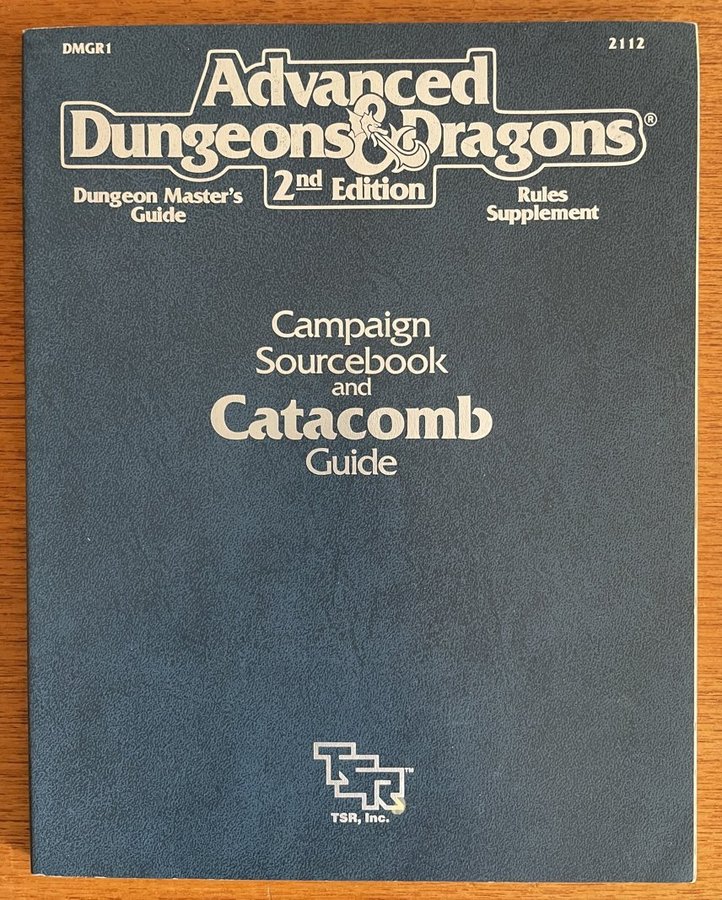 DMGR1 2112
Advanced
Dungeons & Dragons®
2nd Edition
Dungeon Master's
Guide
Rules
Supplement
Campaign
Sourcebook
and
Catacomb
Guide
TSR™
TSR, Inc.